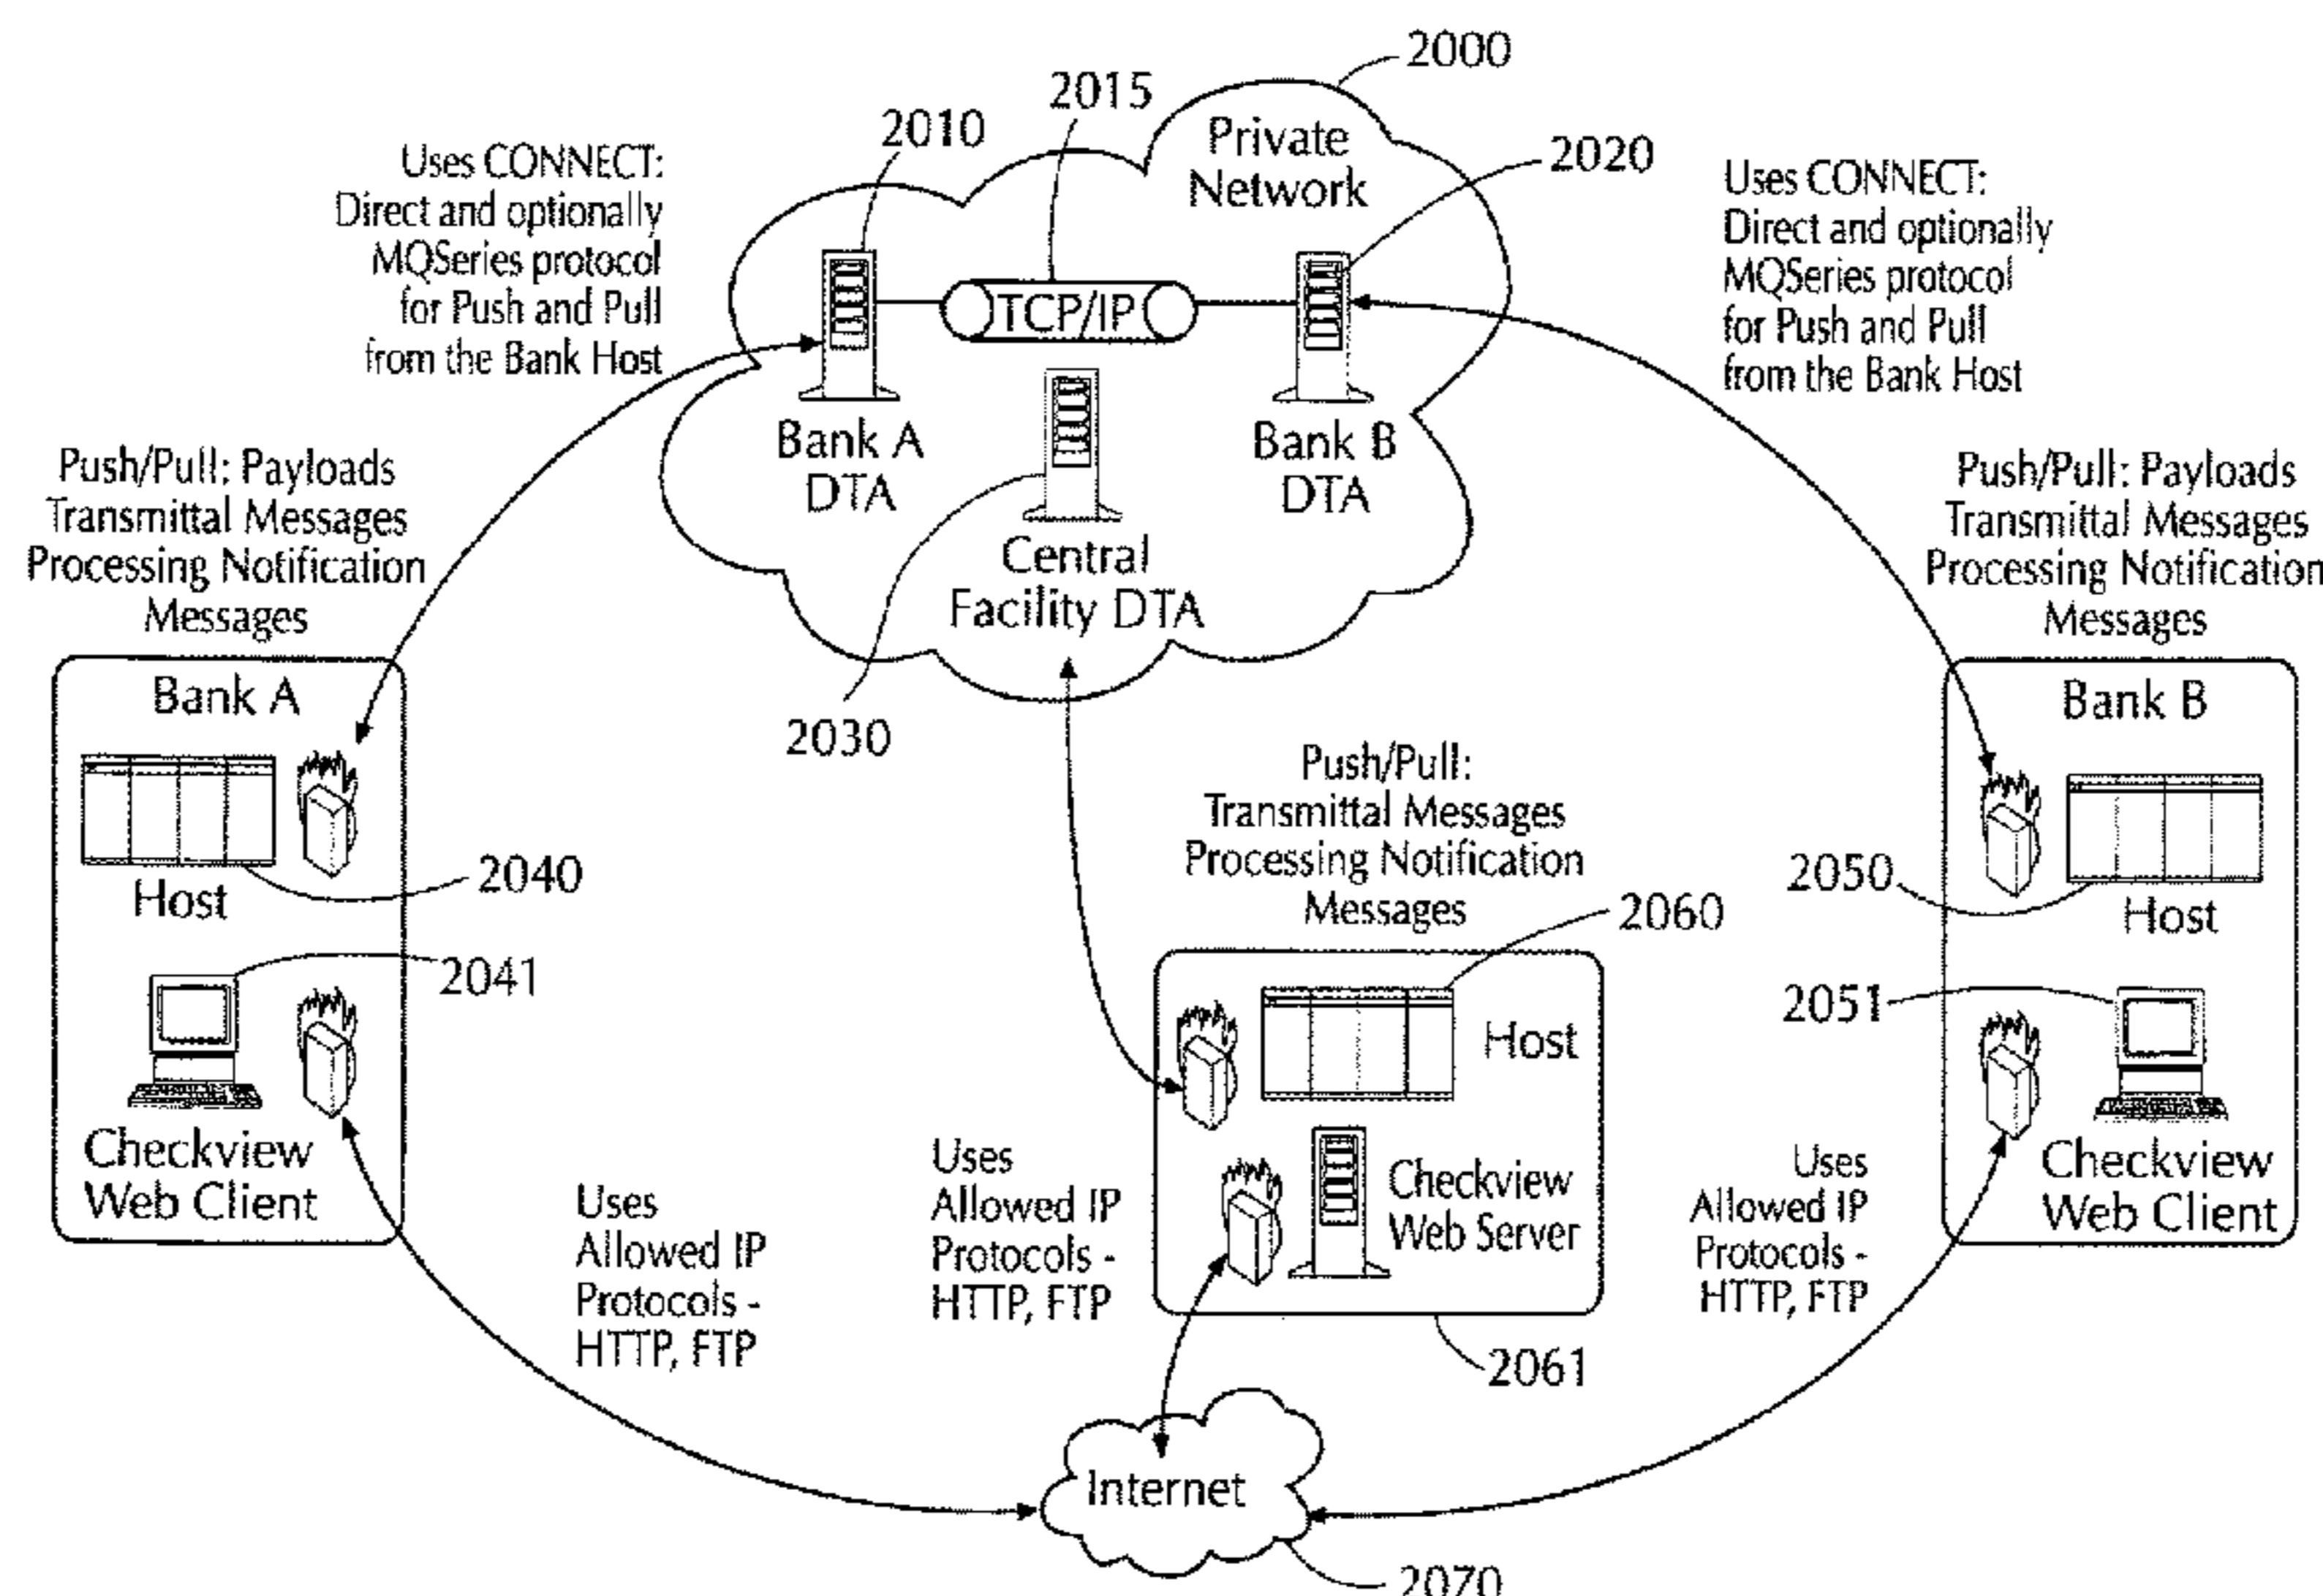 2000
2015
2010
Private
Network
2020
Uses CONNECT:
Direct and optionally
MQSeries protocol
for Push and Pull
from the Bank Host
Uses CONNECT:
Direct and optionally
MQSeries protocol
for Push and Pull
from the Bank Host
TCP/IP
Bank A
DTA
Bank B
DTA
Central
Facility DTA
2030
Push/Pull: Payloads
Transmittal Messages
Processing Notification
Messages
Push/Pull: Payloads
Transmittal Messages
Processing Notification
Messages
Bank A
Host
2040
2041
Checkview
Web Client
Push/Pull:
Transmittal Messages
Processing Notification
Messages
2060
Host
Checkview
Web Server
2061
Bank B
2050
Host
2051
Checkview
Web Client
Uses
Allowed IP
Protocols -
HTTP, FTP
Uses
Allowed IP
Protocols -
HTTP, FTP
Uses
Allowed IP
Protocols -
HTTP, FTP
Internet
2070